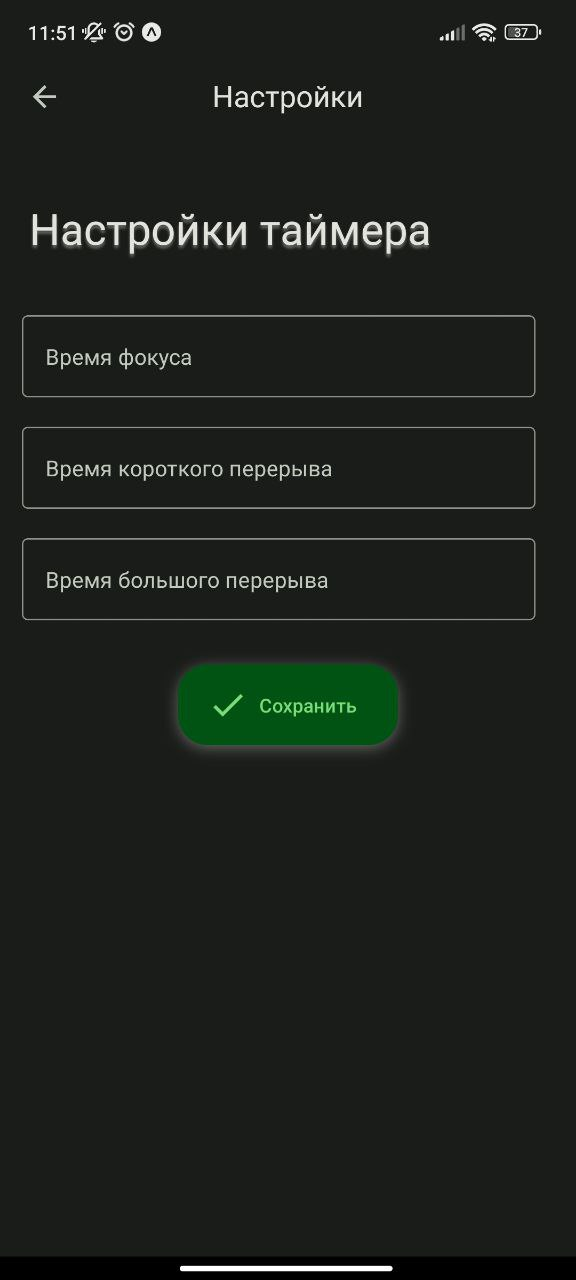 11:51
37
Настройки
Настройки таймера
Время фокуса
Время короткого перерыва
Время большого перерыва
Сохранить